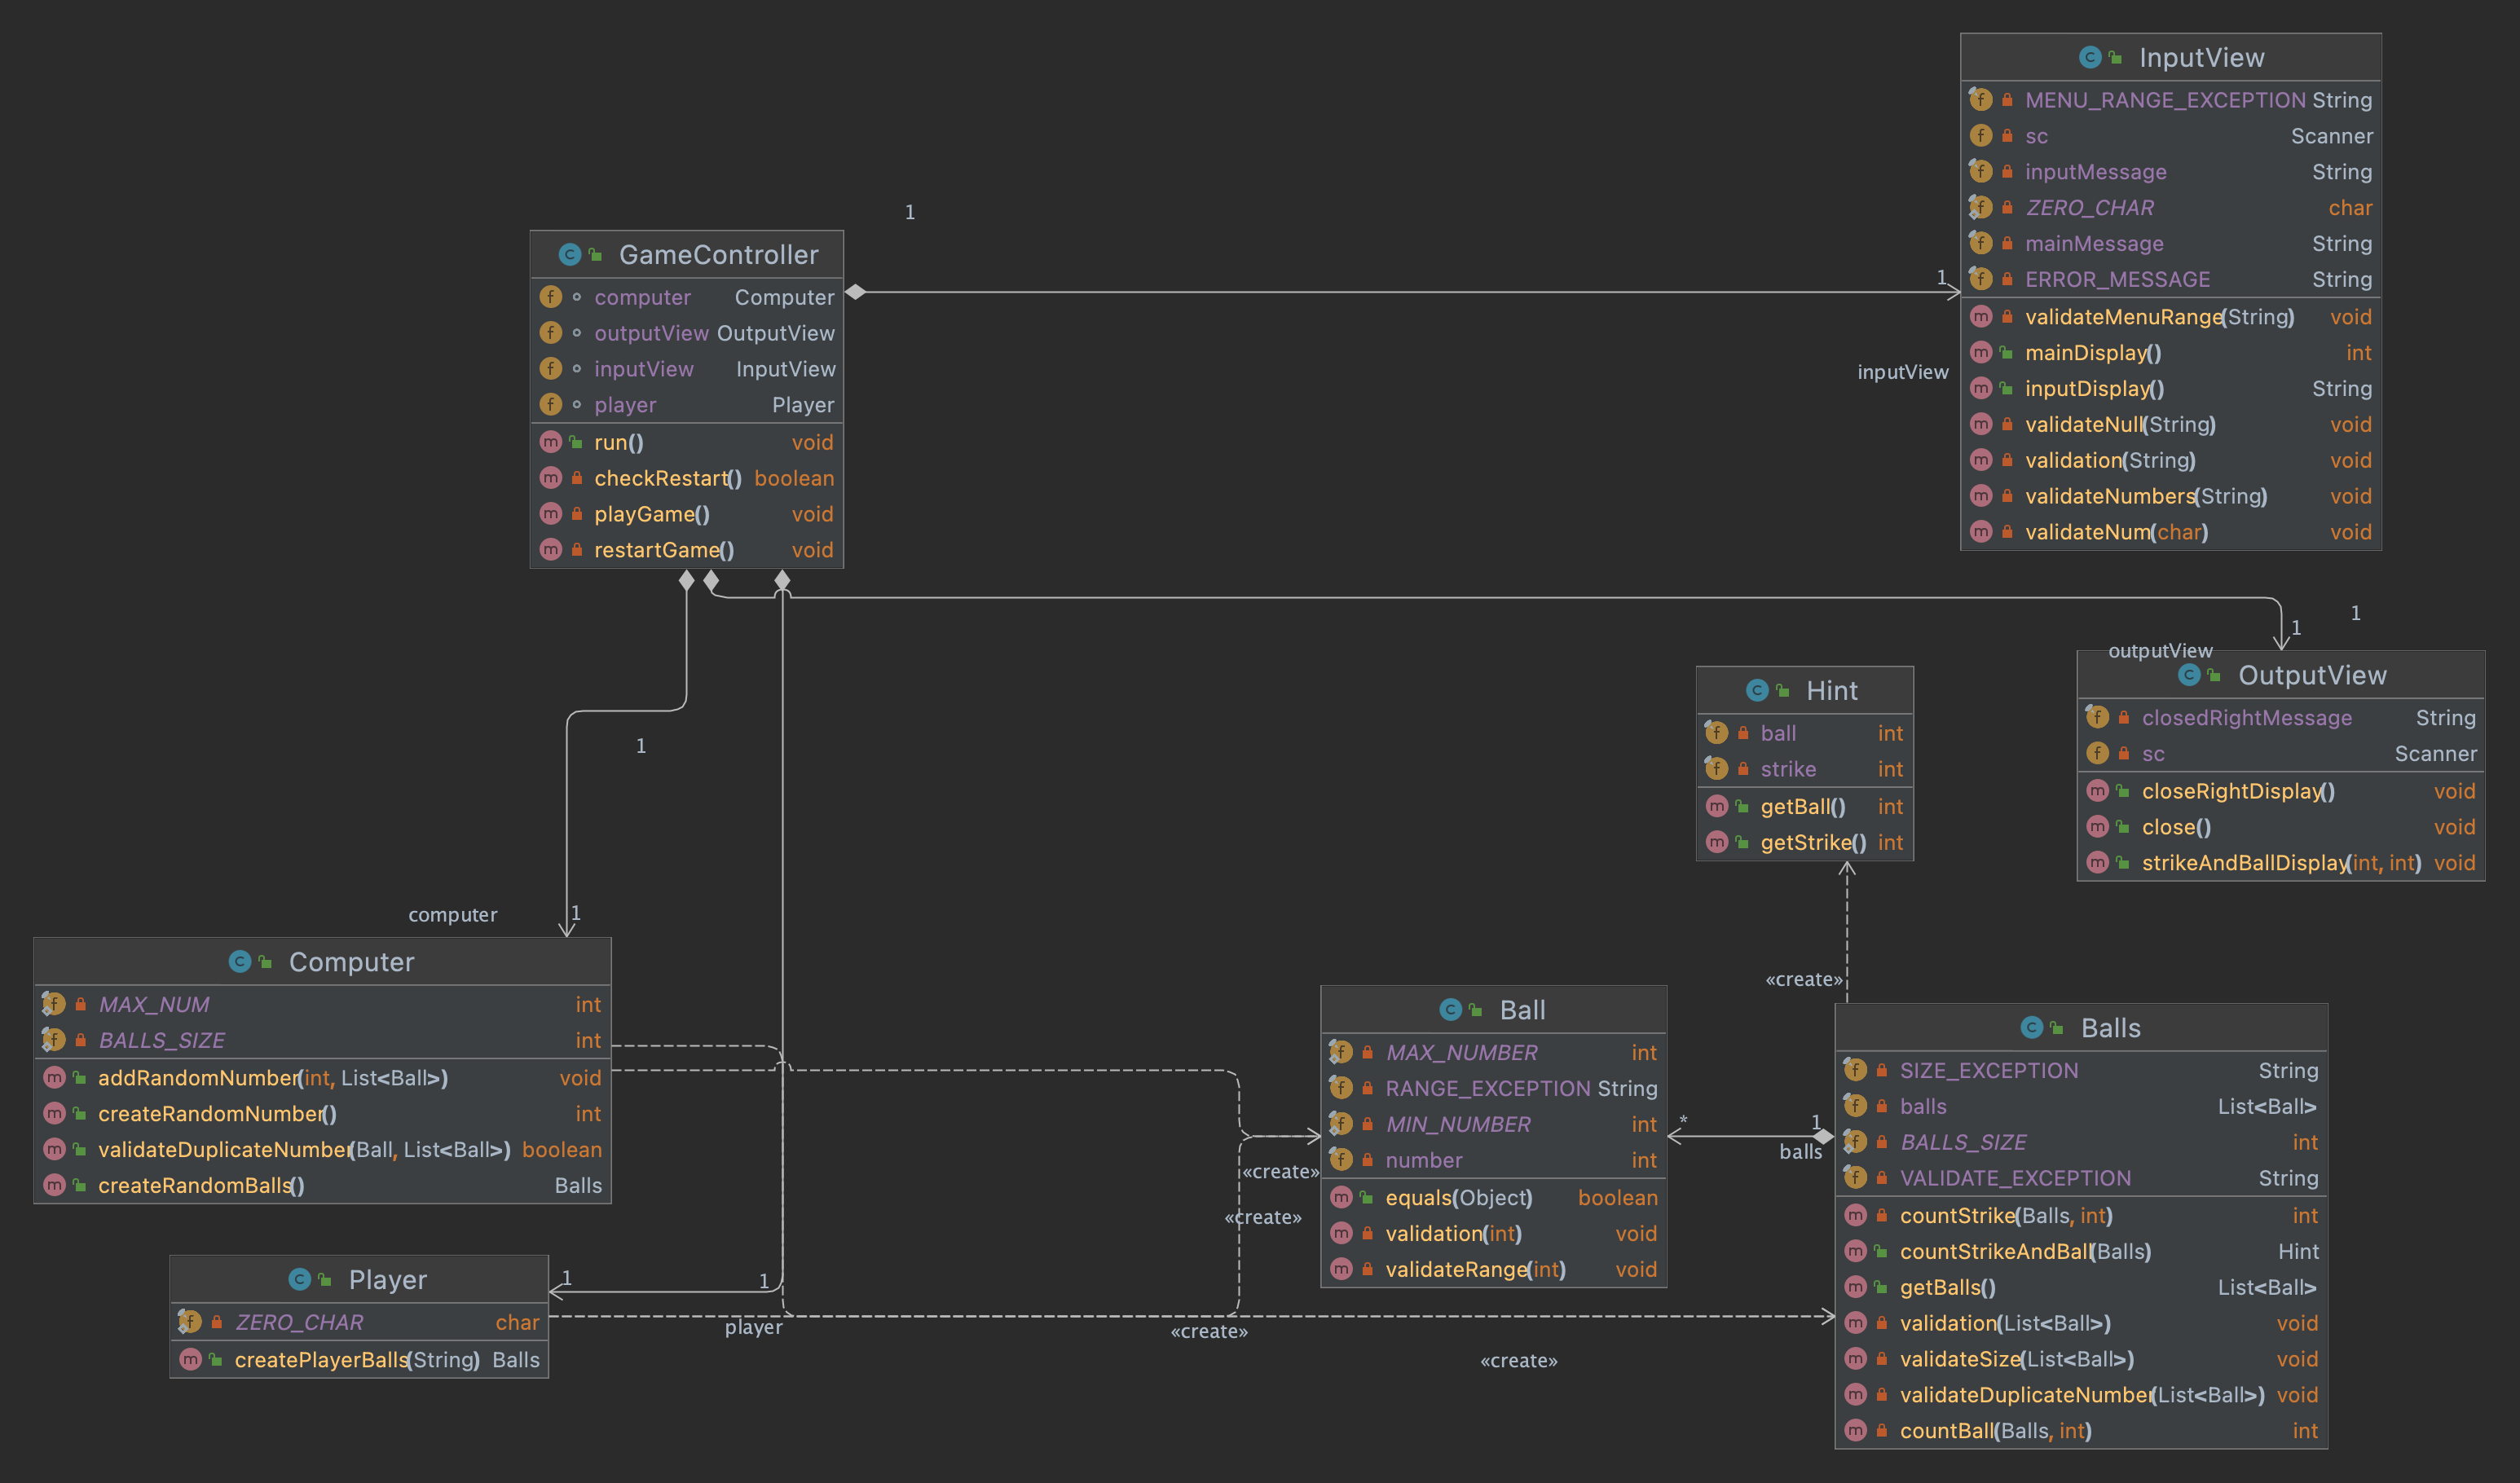 InputView
MENU_RANGE_EXCEPTION String
sc Scanner
inputMessage String
ZERO_CHAR char
mainMessage String
ERROR_MESSAGE String
validateMenuRange(String) void
mainDisplay() int
inputDisplay() String
validateNull(String) void
validation(String) void
validateNumbers(String) void
validateNum(char) void
1
GameController
computer Computer
outputView OutputView
inputView InputView
player Player
run() void
checkRestart() boolean
playGame() void
restartGame() void
1
inputView
1
1
outputView
OutputView
closedRightMessage String
sc Scanner
closeRightDisplay() void
close() void
strikeAndBallDisplay(int, int) void
Hint
ball int
strike int
getBall() int
getStrike() int
1
computer
1
Computer
MAX_NUM int
BALLS_SIZE int
addRandomNumber(int, List<Ball>) void
createRandomNumber() int
validateDuplicateNumber(Ball, List<Ball>) boolean
createRandomBalls() Balls
«create»
Ball
MAX_NUMBER int
RANGE_EXCEPTION String
MIN_NUMBER int
number int
equals(Object) boolean
validation(int) void
validateRange(int) void
*
1
balls
Balls
SIZE_EXCEPTION String
balls List<Ball>
BALLS_SIZE int
VALIDATE_EXCEPTION String
countStrike(Balls, int) int
countStrikeAndBall(Balls) Hint
getBalls() List<Ball>
validation(List<Ball>) void
validateSize(List<Ball>) void
validateDuplicateNumber(List<Ball>) void
countBall(Balls, int) int
«create»
«create»
Player
ZERO_CHAR char
createPlayerBalls(String) Balls
1
1
player
«create»
«create»